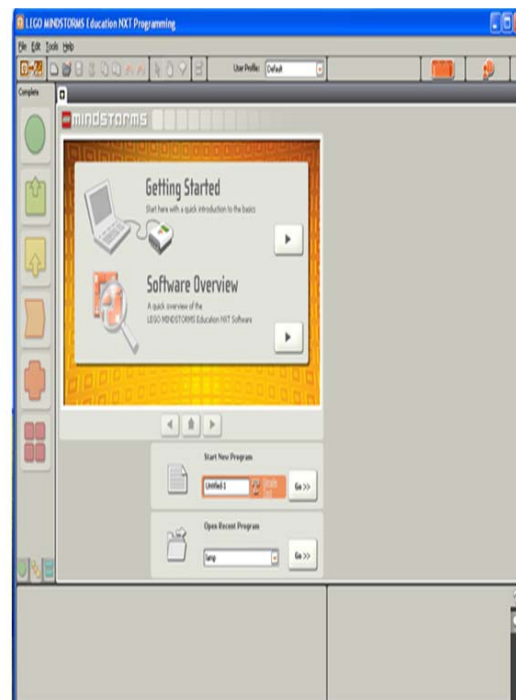 LEGO MINDSTORMS Education NXT Programming
File Edit Tools Help
User Profile: Default
Complete
mindstorms
Getting Started
Start here with a quick introduction to the basics
Software Overview
A quick overview of the
LEGO MINDSTORMS Education NXT Software
Start New Program
Untitled-1
Go >>
Open Recent Program
lamp
Go >>